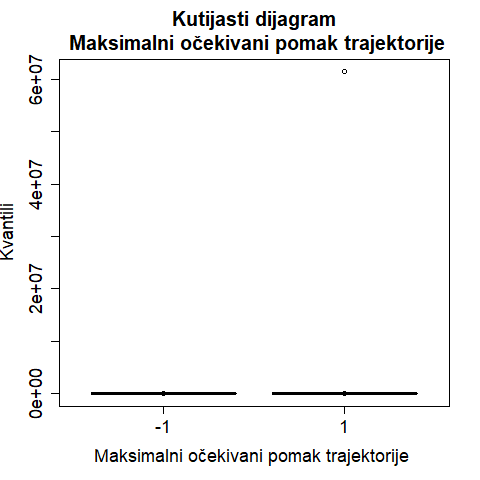 Kutijasti dijagram
Maksimalni očekivani pomak trajektorije
Kvantili
6e+07
4e+07
2e+07
0e+00
-1
1
Maksimalni očekivani pomak trajektorije